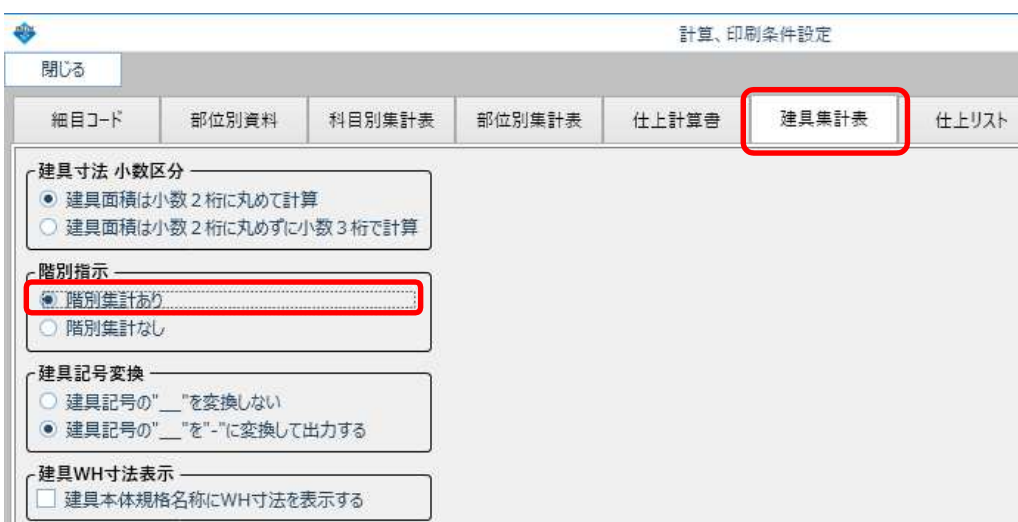 計算、印刷条件設定
閉じる
細目コード 部位別資料 科目別集計表 部位別集計表 仕上計算書 建具集計表 仕上リスト
建具寸法 小数区分
建具面積は小数２桁に丸めて計算
建具面積は小数２桁に丸めずに小数３桁で計算
階別指示
階別集計あり
階別集計なし
建具記号変換
建具記号の"__"を変換しない
建具記号の"__"を"-"に変換して出力する
建具WH寸法表示
建具本体規格名称にWH寸法を表示する